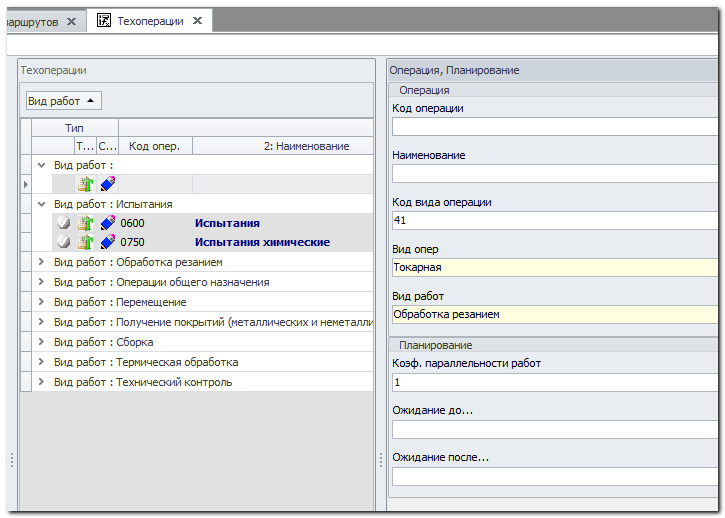 маршрутов
Техоперации
Техоперации
Вид работ
Тип
Т... С... Код опер. 2: Наименование
Вид работ :
Вид работ : Испытания
0600 Испытания
0750 Испытания химические
Вид работ : Обработка резанием
Вид работ : Операции общего назначения
Вид работ : Перемещение
Вид работ : Получение покрытий (металлических и неметалли
Вид работ : Сборка
Вид работ : Термическая обработка
Вид работ : Технический контроль
Операция, Планирование
Операция
Код операции
Наименование
Код вида операции
41
Вид опер
Токарная
Вид работ
Обработка резанием
Планирование
Коэф. параллельности работ
1
Ожидание до...
Ожидание после...